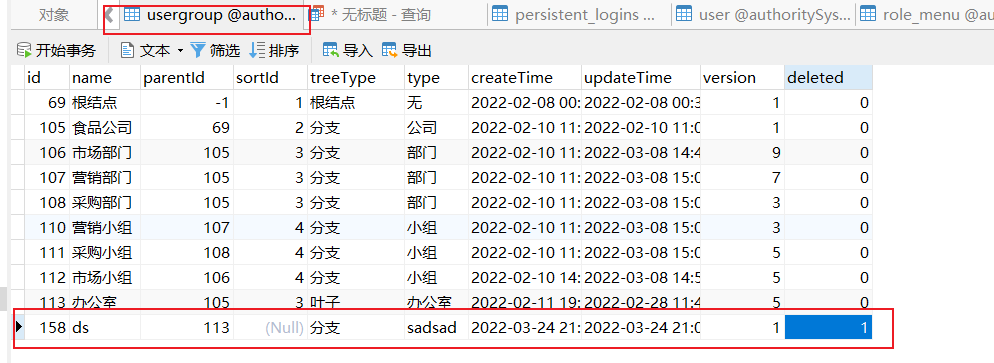 对象 usergroup @autho... * 无标题 - 查询 persistent_logins ... user @authoritySys... role_menu @au
开始事务 文本 筛选 排序 导入 导出
id name parentId sortId treeType type createTime updateTime version deleted
69 根结点 -1 1 根结点 无 2022-02-08 00: 2022-02-08 00:3 1 0
105 食品公司 69 2 分支 公司 2022-02-10 11: 2022-02-10 11:0 1 0
106 市场部门 105 3 分支 部门 2022-02-10 11: 2022-03-08 14:4 9 0
107 营销部门 105 3 分支 部门 2022-02-10 11: 2022-03-08 15:0 7 0
108 采购部门 105 3 分支 部门 2022-02-10 11: 2022-03-08 15:0 3 0
110 营销小组 107 4 分支 小组 2022-02-10 11: 2022-03-08 15:0 3 0
111 采购小组 108 4 分支 小组 2022-02-10 11: 2022-03-08 15:0 5 0
112 市场小组 106 4 分支 小组 2022-02-10 14: 2022-03-08 14:5 5 0
113 办公室 105 3 叶子 办公室 2022-02-11 19: 2022-02-28 11:4 5 0
158 ds 113 (Null) 分支 sadsad 2022-03-24 21: 2022-03-24 21:0 1 1